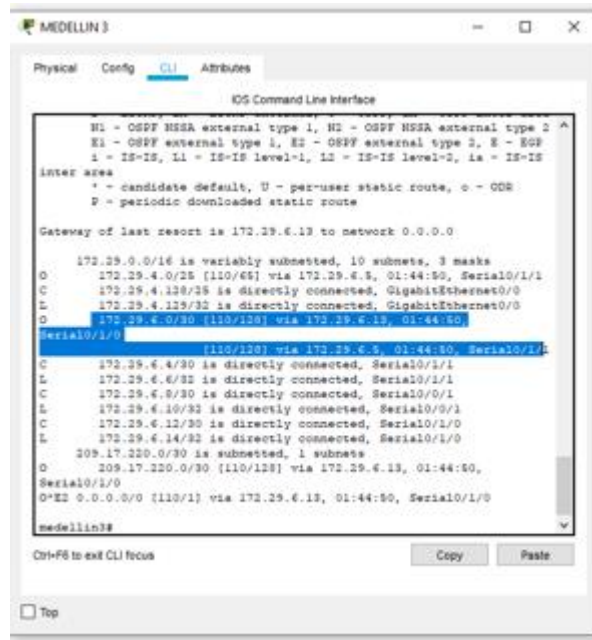 MEDELLIN 3
Physical Config CLI Attributes
IOS Command Line Interface
N1 - OSPF NSSA external type 1, N2 - OSPF NSSA external type 2
E1 - OSPF external type 1, E2 - OSPF external type 2, E - EGP
i - IS-IS, L1 - IS-IS level-1, L2 - IS-IS level-2, ia - IS-IS
inter area
* - candidate default, U - per-user static route, o - ODR
P - periodic downloaded static route
Gateway of last resort is 172.29.6.13 to network 0.0.0.0
172.29.0.0/16 is variably subnetted, 10 subnets, 3 masks
O 172.29.4.0/25 [110/65] via 172.29.6.5, 01:44:50, Serial0/1/1
C 172.29.4.128/25 is directly connected, GigabitEthernet0/0
L 172.29.4.129/32 is directly connected, GigabitEthernet0/0
O 172.29.6.0/30 [110/128] via 172.29.6.13, 01:44:50,
Serial0/1/0
[110/128] via 172.29.6.5, 01:44:50, Serial0/1/1
C 172.29.6.4/30 is directly connected, Serial0/1/1
L 172.29.6.6/32 is directly connected, Serial0/1/1
C 172.29.6.8/30 is directly connected, Serial0/0/1
L 172.29.6.10/32 is directly connected, Serial0/0/1
C 172.29.6.12/30 is directly connected, Serial0/1/0
L 172.29.6.14/32 is directly connected, Serial0/1/0
209.17.220.0/30 is subnetted, 1 subnets
O 209.17.220.0/30 [110/128] via 172.29.6.13, 01:44:50,
Serial0/1/0
O*E2 0.0.0.0/0 [110/1] via 172.29.6.13, 01:44:50, Serial0/1/0
medellin3#
Ctrl+F6 to exit CLI focus
Copy Paste
Top